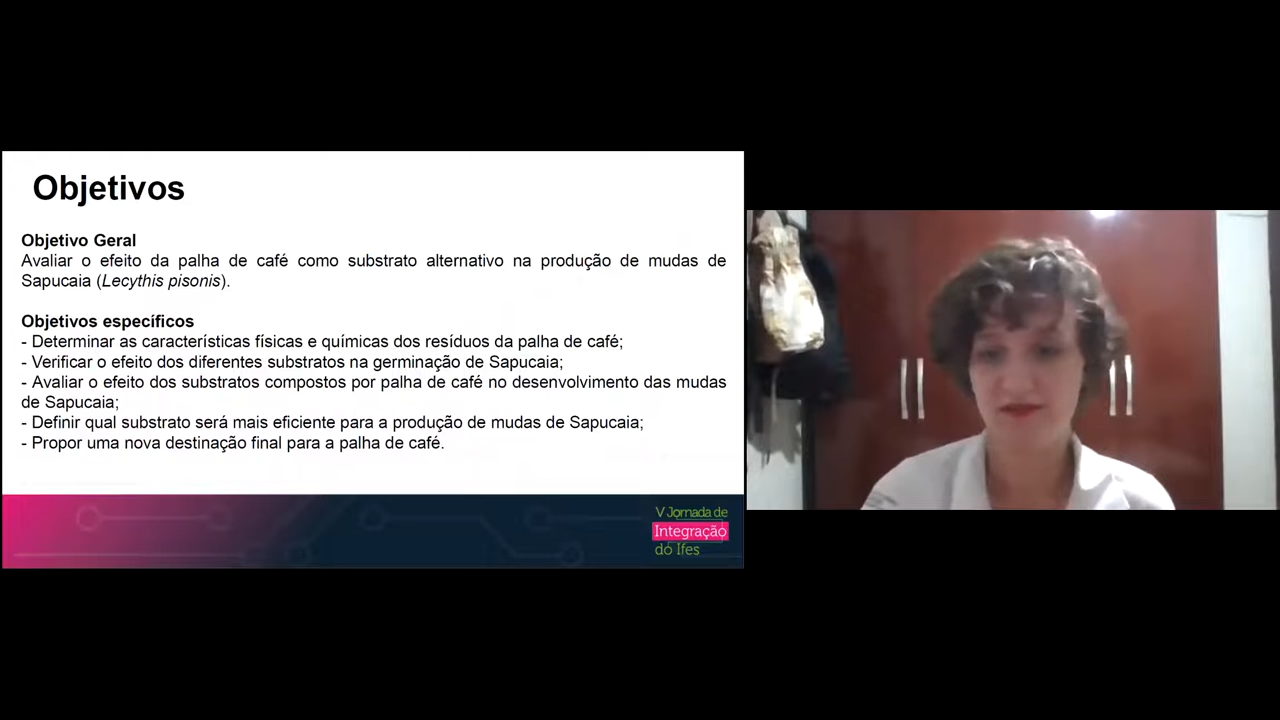 Objetivos
Objetivo Geral
Avaliar o efeito da palha de café como substrato alternativo na produção de mudas de
Sapucaia (Lecythis pisonis).
Objetivos específicos
- Determinar as características físicas e químicas dos resíduos da palha de café;
- Verificar o efeito dos diferentes substratos na germinação de Sapucaia;
- Avaliar o efeito dos substratos compostos por palha de café no desenvolvimento das mudas
de Sapucaia;
- Definir qual substrato será mais eficiente para a produção de mudas de Sapucaia;
- Propor uma nova destinação final para a palha de café.
V Jornada de
Integração
do Ifes